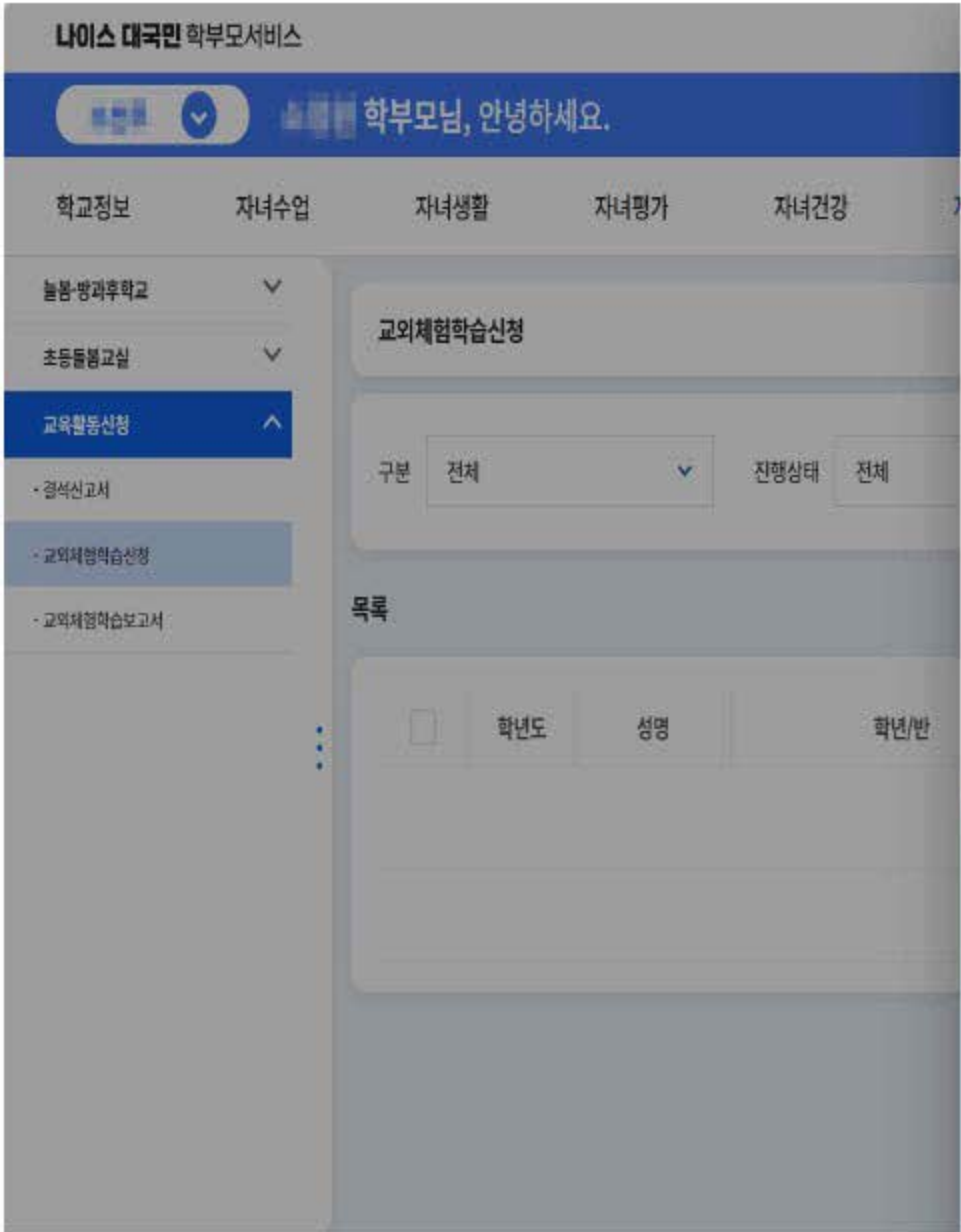 나이스 대국민 학부모서비스
학부모님, 안녕하세요.
학교정보 자녀수업 자녀생활 자녀평가 자녀건강
늘봄·방과후학교
초등돌봄교실
교육활동신청
· 결석신고서
· 교외체험학습신청
· 교외체험학습보고서
교외체험학습신청
구분 전체 진행상태 전체
목록
학년도 성명 학년/반